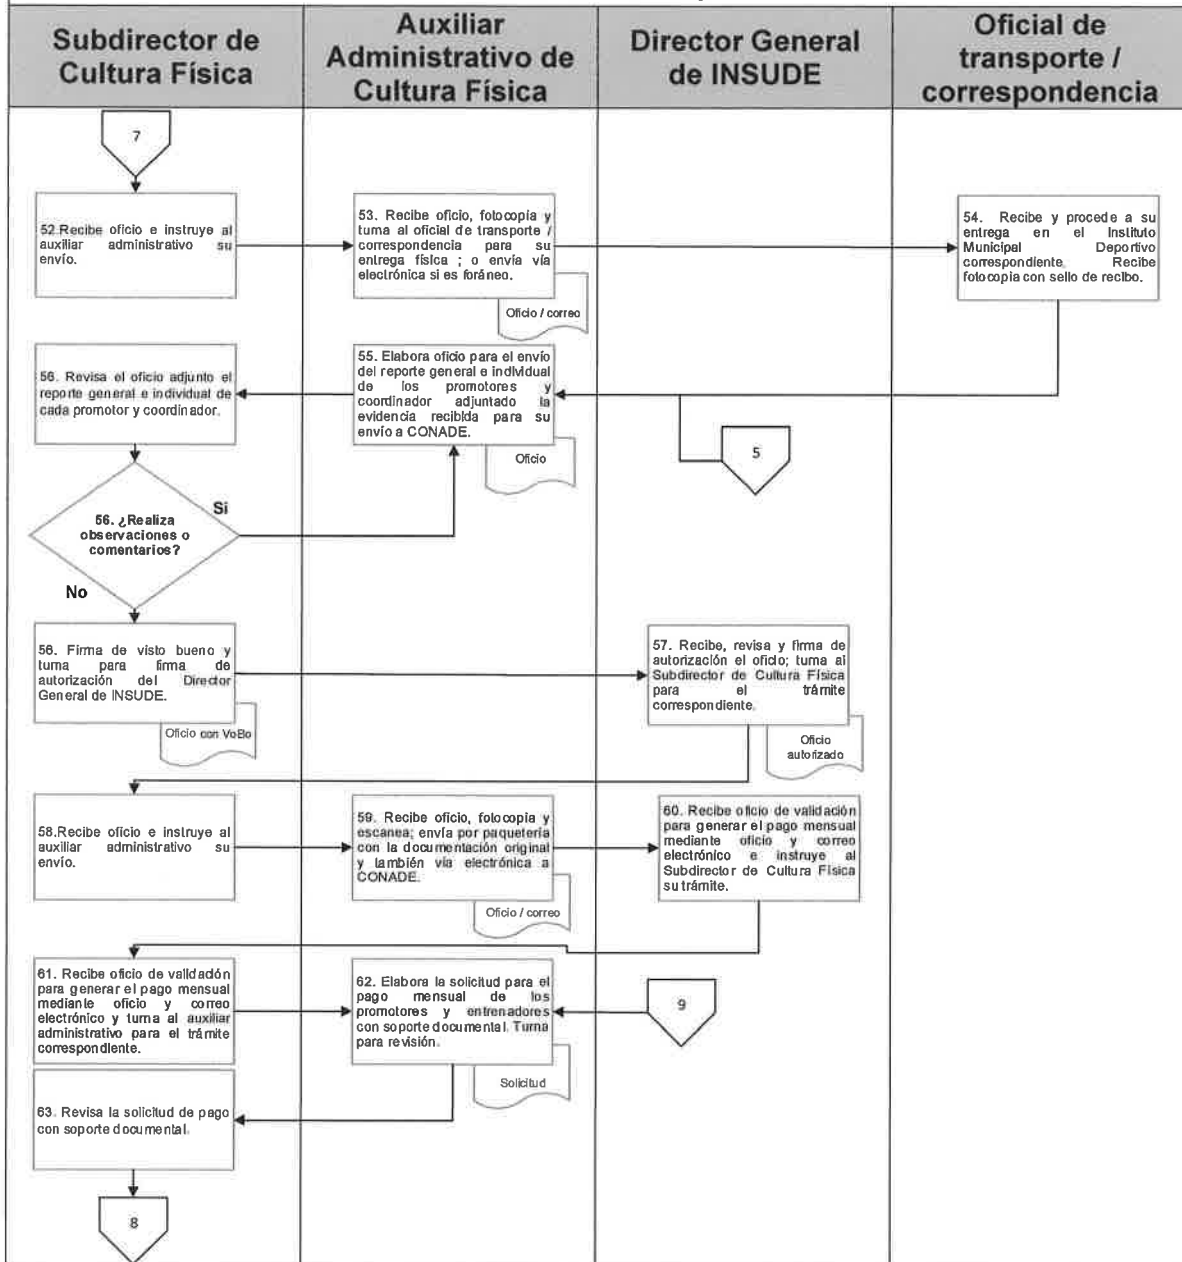 Subdirector de
Cultura Física
Auxiliar
Administrativo de
Cultura Física
Director General
de INSUDE
Oficial de
transporte /
correspondencia
7
52.Recibe oficio e instruye al
auxiliar administrativo su
envío.
53. Recibe oficio, fotocopia y
turna al oficial de transporte /
correspondencia para su
entrega física ; o envía vía
electrónica si es foráneo.
Oficio / correo
54. Recibe y procede a su
entrega en el Instituto
Municipal Deportivo
correspondiente. Recibe
fotocopia con sello de recibo.
56. Revisa el oficio adjunto el
reporte general e individual de
cada promotor y coordinador.
55. Elabora oficio para el envío
del reporte general e individual
de los promotores y
coordinador adjuntado la
evidencia recibida para su
envío a CONADE.
Oficio
5
56. ¿Realiza
observaciones o
comentarios?
Si
No
56. Firma de visto bueno y
turna para firma de
autorización del Director
General de INSUDE.
Oficio con VoBo
57. Recibe, revisa y firma de
autorización el oficio; turna al
Subdirector de Cultura Física
para el trámite
correspondiente.
Oficio
autorizado
58.Recibe oficio e instruye al
auxiliar administrativo su
envío.
59. Recibe oficio, fotocopia y
escanea; envía por paquetería
con la documentación original
y también vía electrónica a
CONADE.
Oficio / correo
60. Recibe oficio de validación
para generar el pago mensual
mediante oficio y correo
electrónico e instruye al
Subdirector de Cultura Física
su trámite.
61. Recibe oficio de validación
para generar el pago mensual
mediante oficio y correo
electrónico y turna al auxiliar
administrativo para el trámite
correspondiente.
62. Elabora la solicitud para el
pago mensual de los
promotores y entrenadores
con soporte documental. Turna
para revisión.
Solicitud
9
63. Revisa la solicitud de pago
con soporte documental.
8